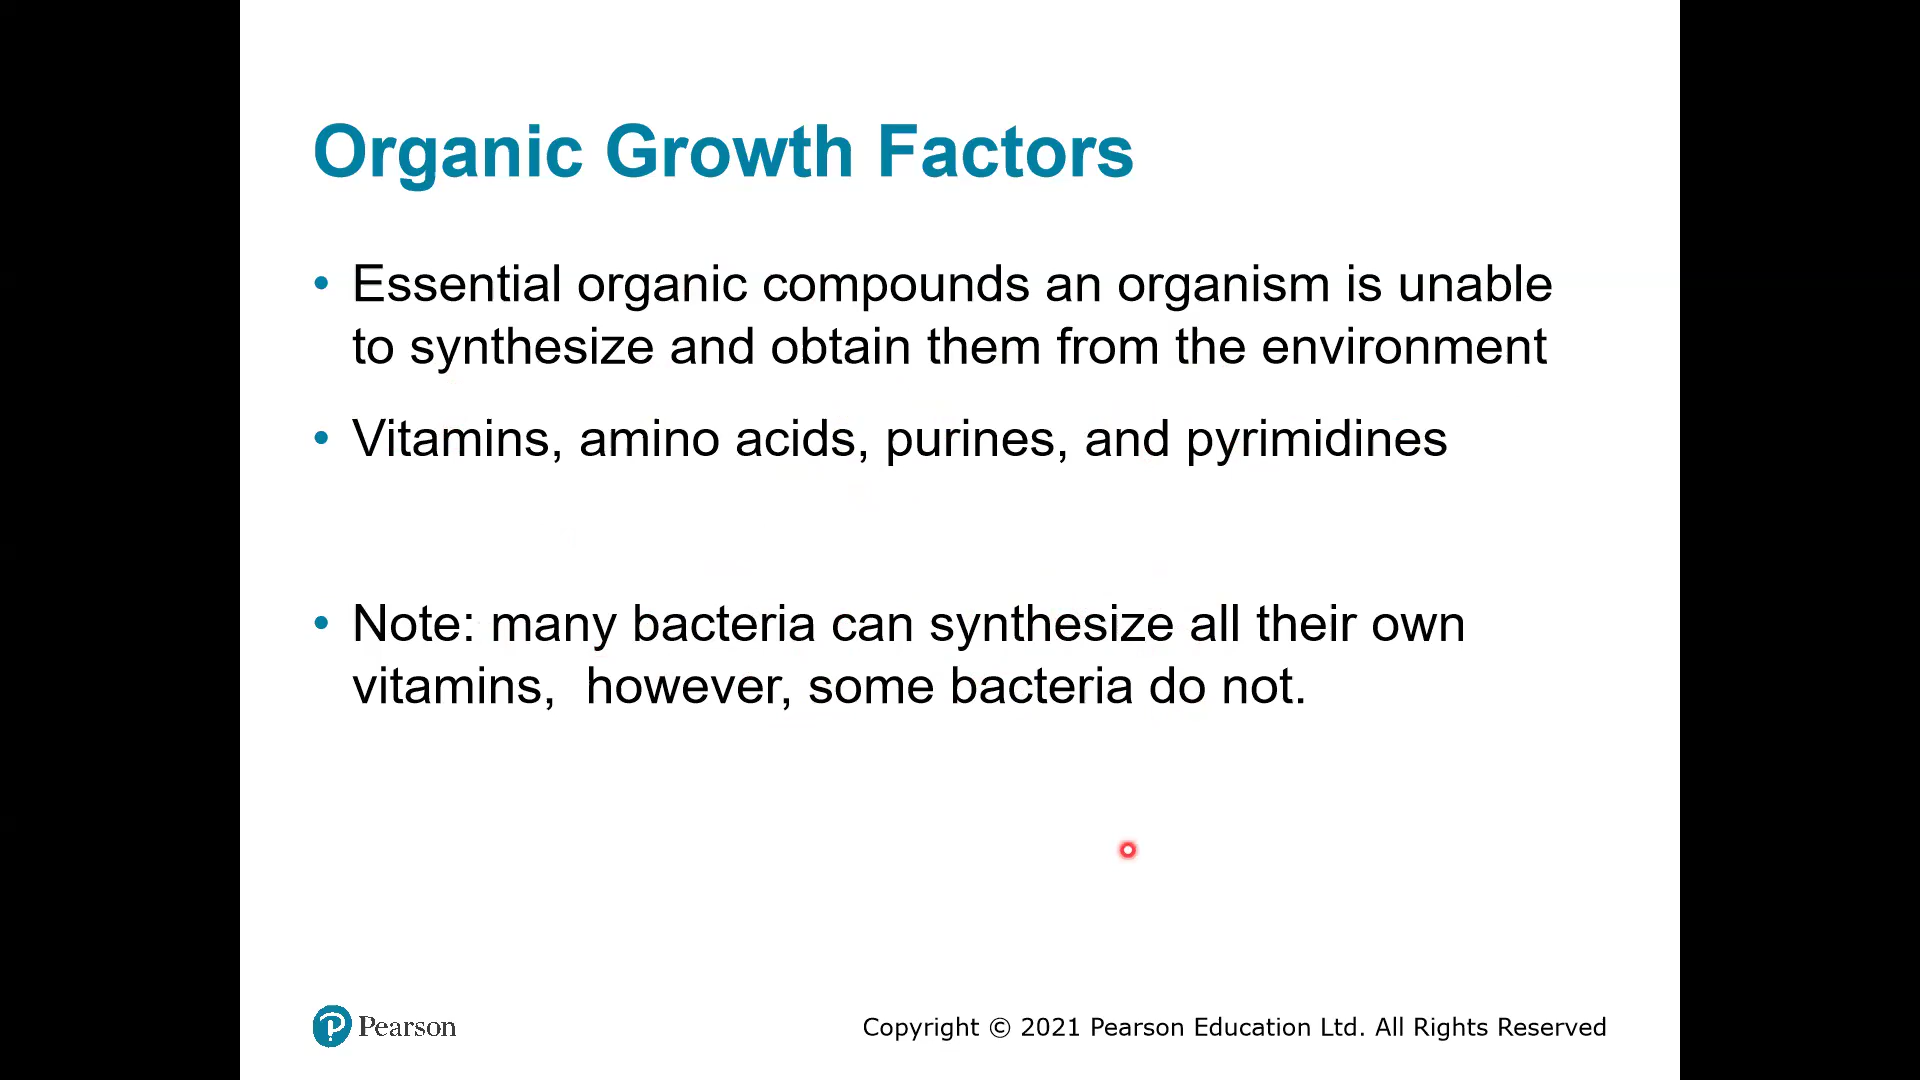 Organic Growth Factors
• Essential organic compounds an organism is unable
to synthesize and obtain them from the environment
• Vitamins, amino acids, purines, and pyrimidines
• Note: many bacteria can synthesize all their own
vitamins,  however, some bacteria do not.
Pearson
Copyright © 2021 Pearson Education Ltd. All Rights Reserved